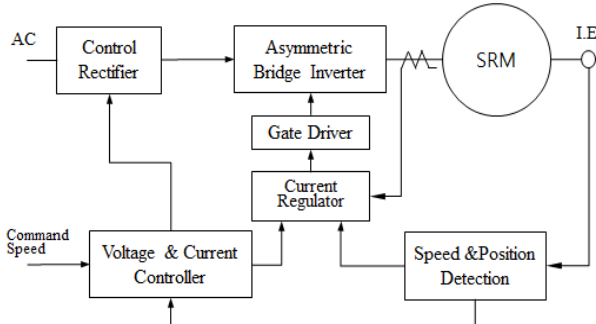 AC
Control
Rectifier
Asymmetric
Bridge Inverter
SRM
I.E
Gate Driver
Current
Regulator
Command
Speed
Voltage & Current
Controller
Speed &Position
Detection